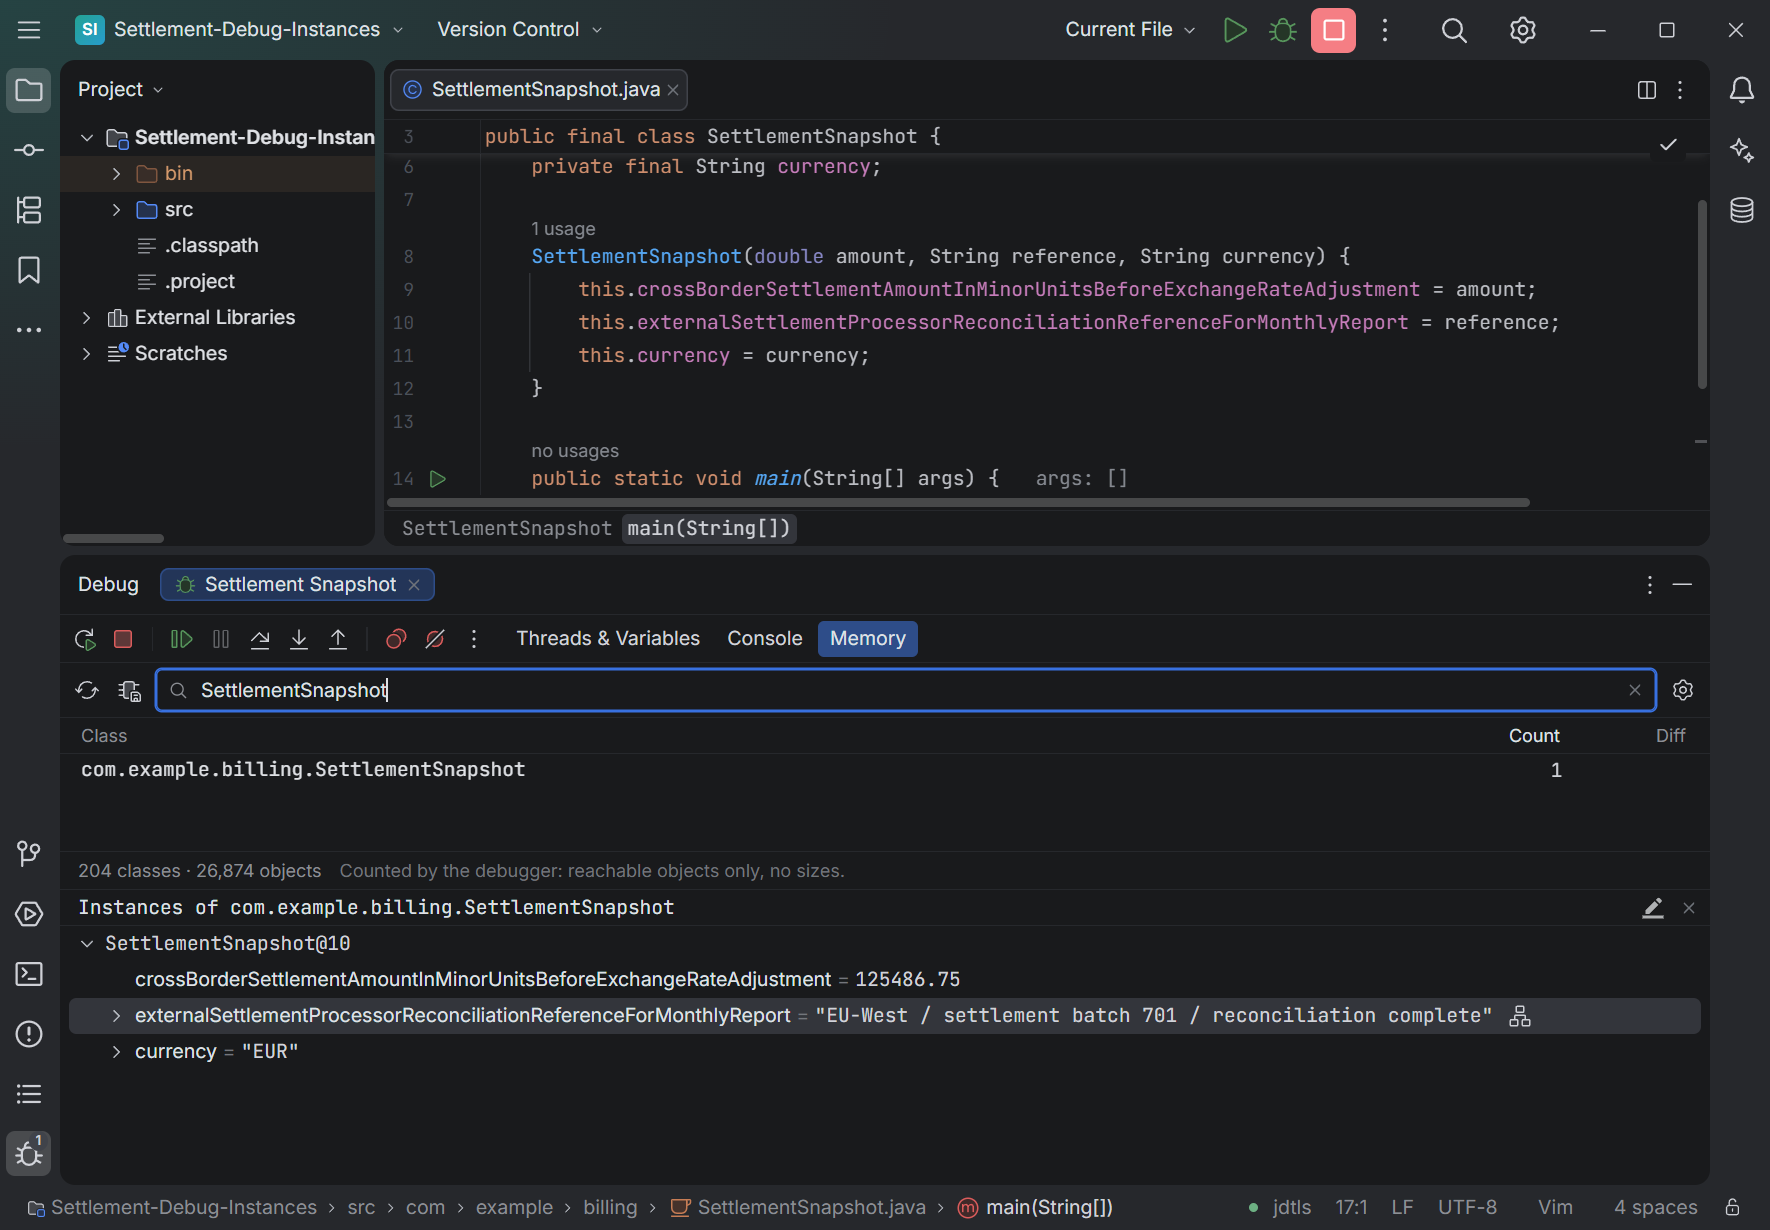 SI Settlement-Debug-Instances Version Control Current File
Project
Settlement-Debug-Instan
bin
src
.classpath
.project
External Libraries
Scratches
SettlementSnapshot.java
3 public final class SettlementSnapshot {
6 private final String currency;
7
1 usage
8 SettlementSnapshot(double amount, String reference, String currency) {
9 this.crossBorderSettlementAmountInMinorUnitsBeforeExchangeRateAdjustment = amount;
10 this.externalSettlementProcessorReconciliationReferenceForMonthlyReport = reference;
11 this.currency = currency;
12 }
13
no usages
14 public static void main(String[] args) { args: []
SettlementSnapshot main(String[])
Debug Settlement Snapshot
Threads & Variables Console Memory
SettlementSnapshot
Class Count Diff
com.example.billing.SettlementSnapshot 1
204 classes · 26,874 objects Counted by the debugger: reachable objects only, no sizes.
Instances of com.example.billing.SettlementSnapshot
SettlementSnapshot@10
crossBorderSettlementAmountInMinorUnitsBeforeExchangeRateAdjustment = 125486.75
externalSettlementProcessorReconciliationReferenceForMonthlyReport = "EU-West / settlement batch 701 / reconciliation complete"
currency = "EUR"
1
Settlement-Debug-Instances › src › com › example › billing › SettlementSnapshot.java › m main(String[]) jdtls 17:1 LF UTF-8 Vim 4 spaces